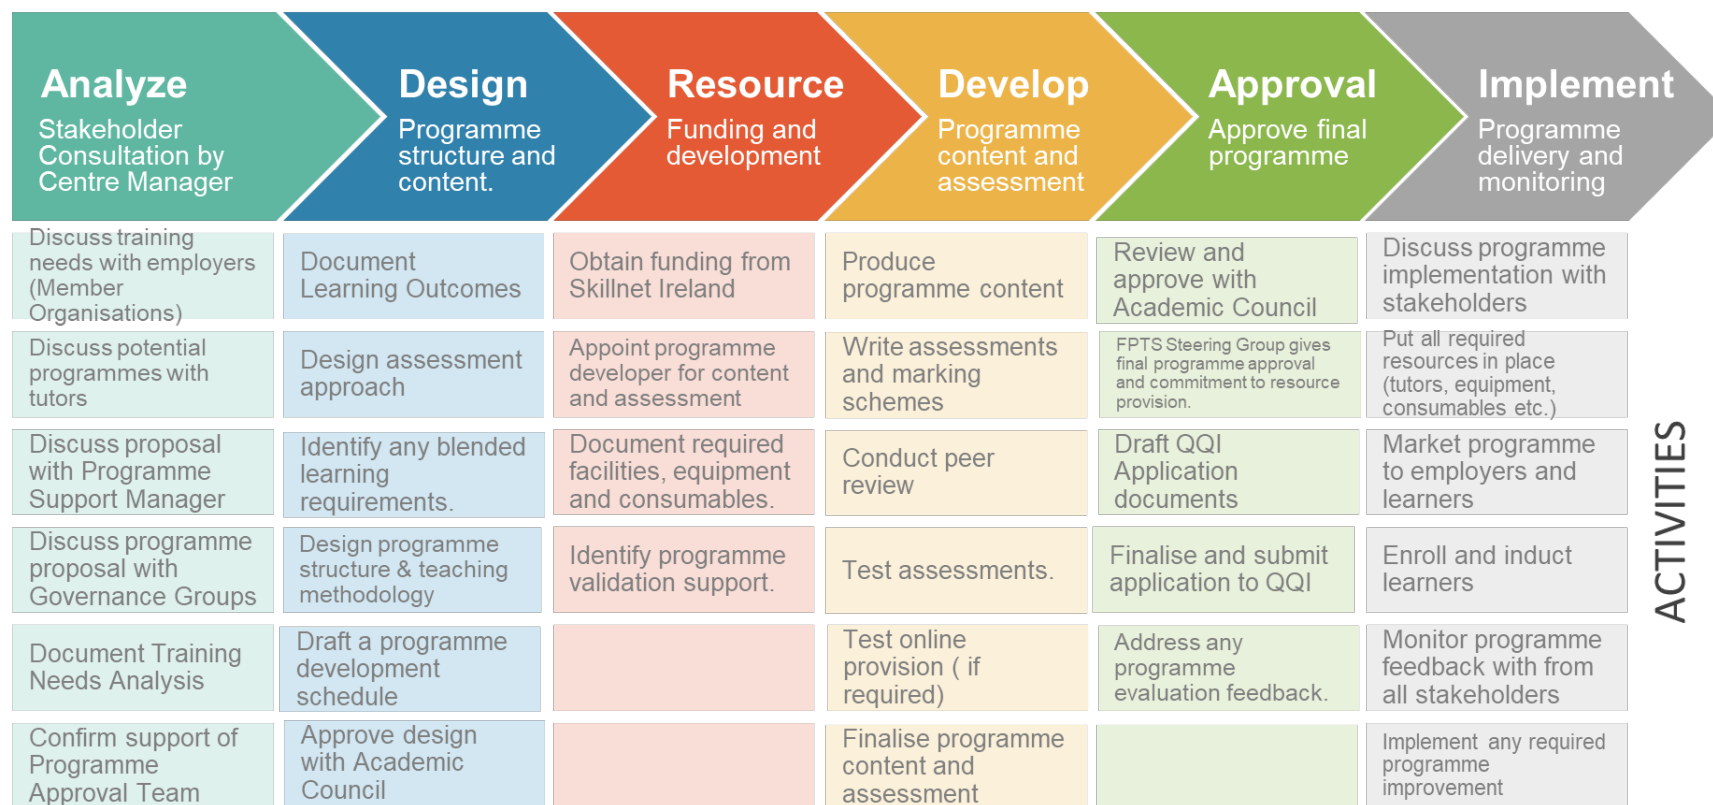 Analyze
Stakeholder
Consultation by
Centre Manager
Design
Programme
structure and
content.
Resource
Funding and
development
Develop
Programme
content and
assessment
Approval
Approve final
programme
Implement
Programme
delivery and
monitoring
Discuss training
needs with employers
(Member
Organisations)
Document
Learning Outcomes
Obtain funding from
Skillnet Ireland
Produce
programme content
Review and
approve with
Academic Council
Discuss programme
implementation with
stakeholders
Discuss potential
programmes with
tutors
Design assessment
approach
Appoint programme
developer for content
and assessment
Write assessments
and marking
schemes
FPTS Steering Group gives
final programme approval
and commitment to resource
provision.
Put all required
resources in place
(tutors, equipment,
consumables etc.)
Discuss proposal
with Programme
Support Manager
Identify any blended
learning
requirements.
Document required
facilities, equipment
and consumables.
Conduct peer
review
Draft QQI
Application
documents
Market programme
to employers and
learners
Discuss programme
proposal with
Governance Groups
Design programme
structure & teaching
methodology
Identify programme
validation support.
Test assessments.
Finalise and submit
application to QQI
Enroll and induct
learners
Document Training
Needs Analysis
Draft a programme
development
schedule
Test online
provision ( if
required)
Address any
programme
evaluation feedback.
Monitor programme
feedback with from
all stakeholders
Confirm support of
Programme
Approval Team
Approve design
with Academic
Council
Finalise programme
content and
assessment
Implement any required
programme
improvement
ACTIVITIES